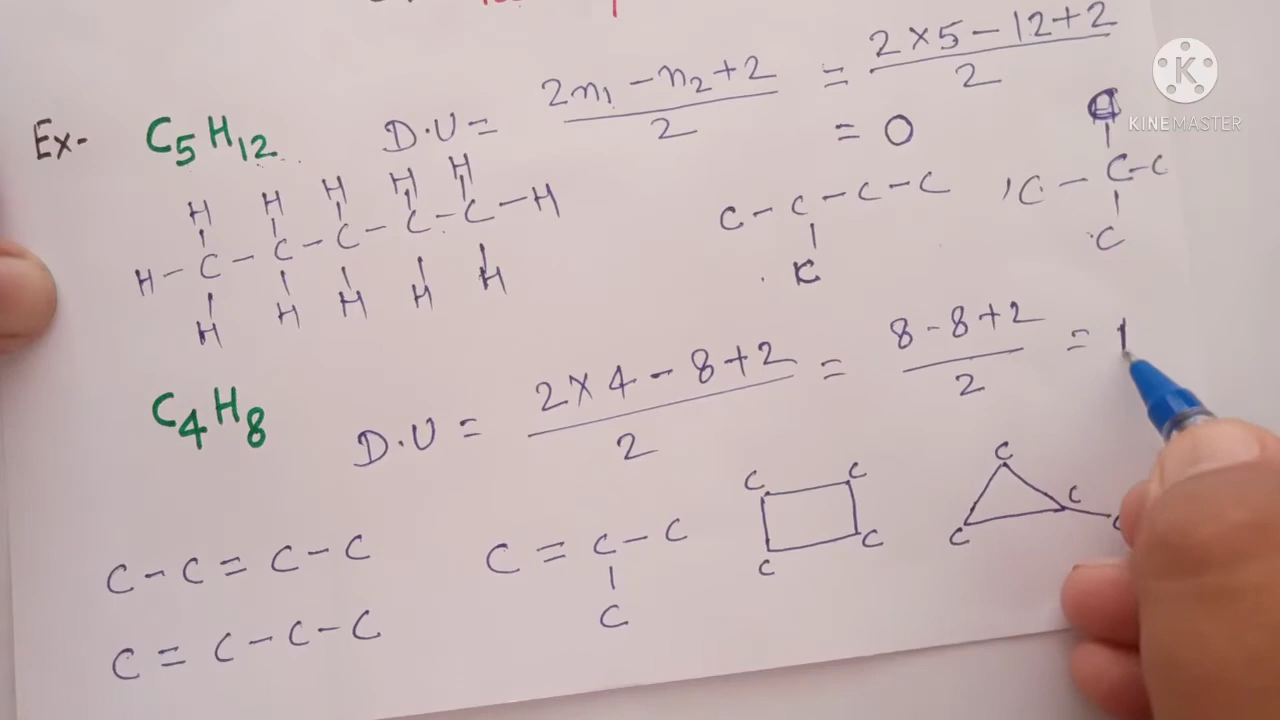 Ex- C5H12 D.U = 2n1 - n2 + 2 / 2 = 2 × 5 - 12 + 2 / 2
= 0
H H H H H
H - C - C - C - C - C - H
H H H H H
C - C - C - C
C
C - C - C
C
C4H8 D.U = 2 × 4 - 8 + 2 / 2 = 8 - 8 + 2 / 2 = 1
C - C = C - C
C = C - C - C
C = C - C
C
C C
C C
C
C C C
K
KINEMASTER